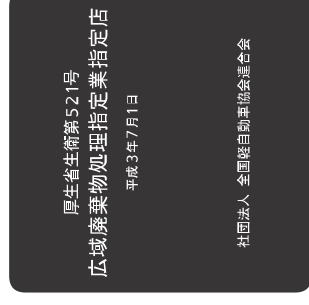 厚生省生衛第521号
広域廃棄物処理指定業指定店
平成3年7月1日
社団法人 全国軽自動車協会連合会